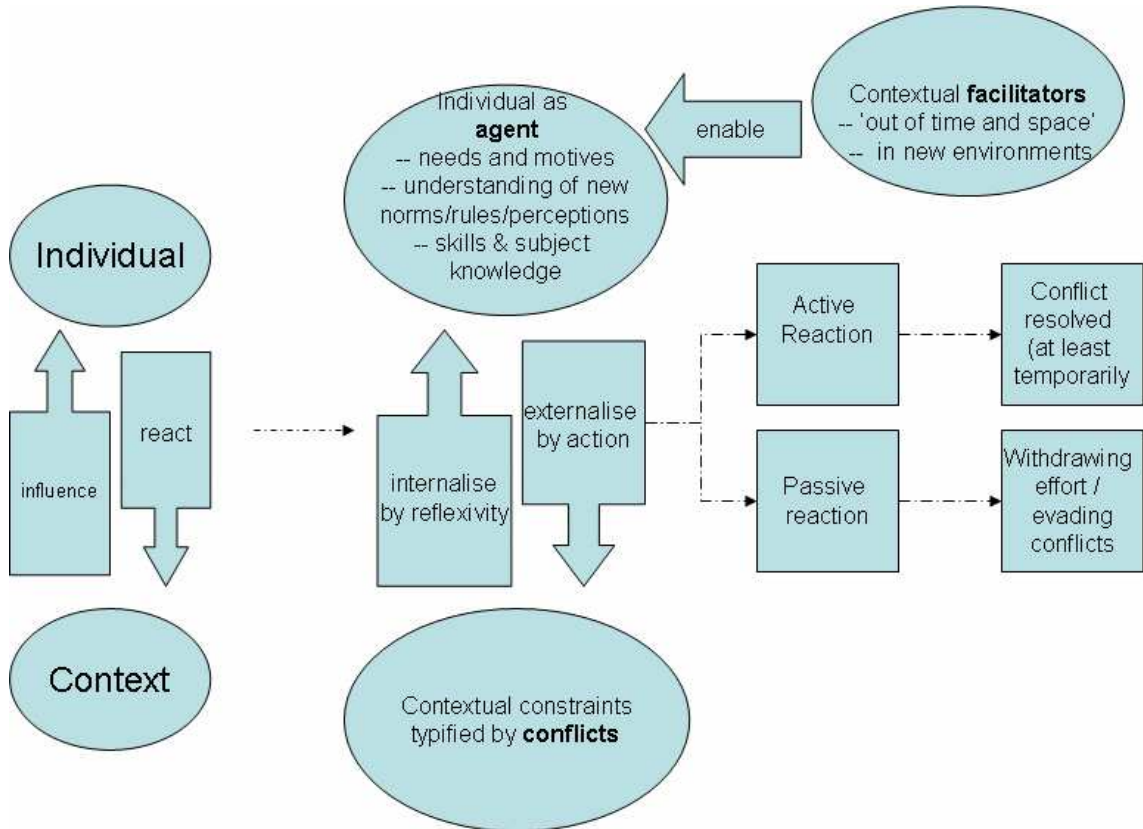 Individual
influence
react
Context
Individual as
agent
-- needs and motives
-- understanding of new
norms/rules/perceptions
-- skills & subject
knowledge
enable
Contextual facilitators
-- 'out of time and space'
-- in new environments
internalise
by reflexivity
externalise
by action
Contextual constraints
typified by conflicts
Active
Reaction
Conflict
resolved
(at least
temporarily
Passive
reaction
Withdrawing
effort /
evading
conflicts